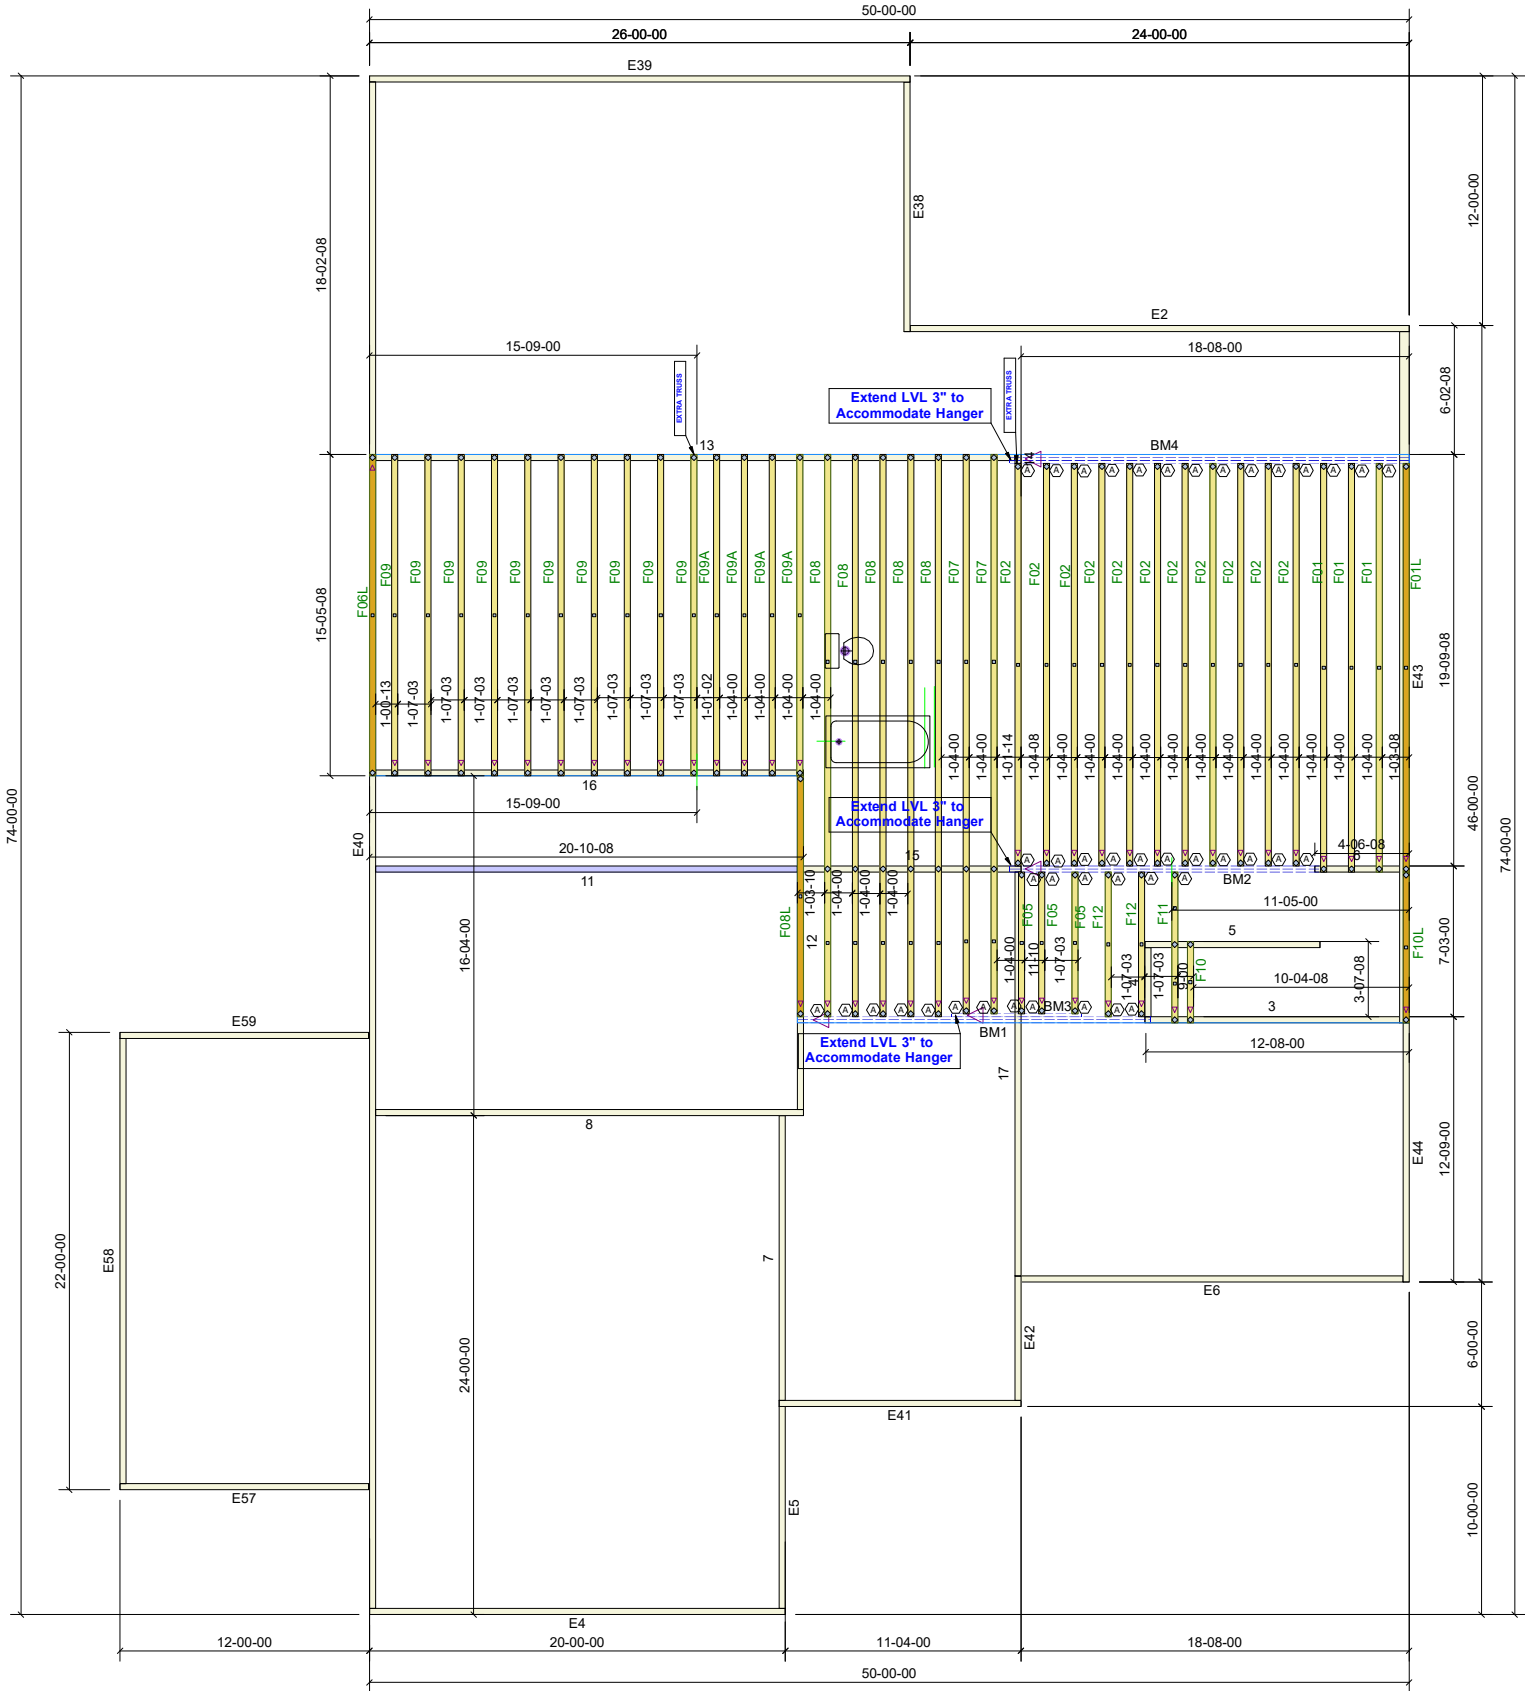 50-00-00
26-00-00
24-00-00
E39
E38
12-00-00
18-02-08
E2
15-09-00
18-08-00
6-02-08
EXTRA TRUSS
EXTRA TRUSS
Extend LVL 3" to
Accommodate Hanger
13
14
BM4
A A A A A A A A A A A A A A
F06L
F09
F09
F09
F09
F09
F09
F09
F09
F09
F09
F09A
F09A
F09A
F09A
F08
F08
F08
F08
F08
F07
F07
F02
F02
F02
F02
F02
F02
F02
F02
F02
F02
F01
F01
F01
F01L
15-05-08
19-09-08
E43
1-00-13
1-07-03
1-07-03
1-07-03
1-07-03
1-07-03
1-07-03
1-07-03
1-07-03
1-01-02
1-04-00
1-04-00
1-04-00
1-04-00
1-04-00
1-04-00
1-01-14
1-04-08
1-04-00
1-04-00
1-04-00
1-04-00
1-04-00
1-04-00
1-04-00
1-04-00
1-04-00
1-04-00
1-04-00
1-03-08
74-00-00
46-00-00
74-00-00
16
15-09-00
Extend LVL 3" to
Accommodate Hanger
E40
20-10-08
15
4-06-08
6
A A A A A A A A A A A
11
BM2
A A A A A A
1-03-10
1-04-00
1-04-00
1-04-00
F08L
12
F05
F05
F05
F12
F12
F11
11-05-00
5
F10L
7-03-00
16-04-00
1-04-00
11-10
1-07-03
1-07-03
4
1-07-03
9-00
F10
10-04-08
3-07-08
A A A A A A A A A A A A
BM3
3
BM1
E59
Extend LVL 3" to
Accommodate Hanger
12-08-00
17
8
E44
12-09-00
22-00-00
E58
7
E6
E42
24-00-00
6-00-00
E41
E57
E5
10-00-00
E4
12-00-00
20-00-00
11-04-00
18-08-00
50-00-00